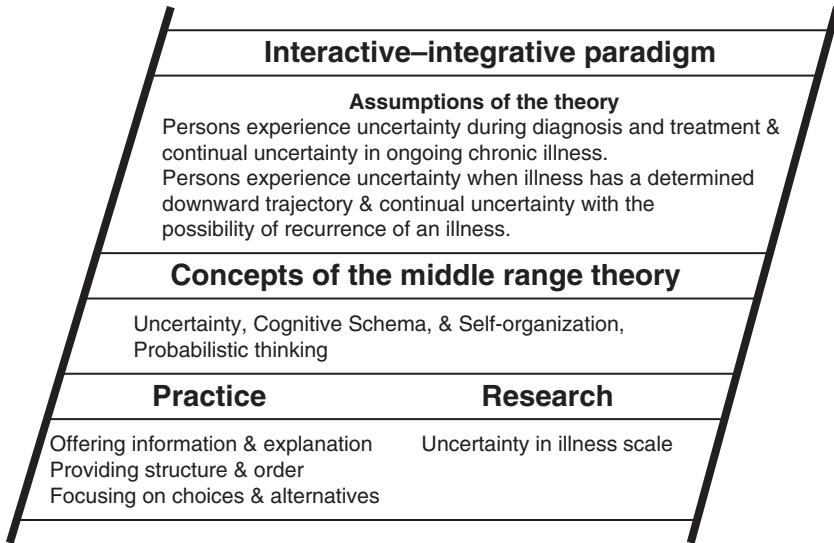 Interactive–integrative paradigm
Assumptions of the theory
Persons experience uncertainty during diagnosis and treatment &
continual uncertainty in ongoing chronic illness.
Persons experience uncertainty when illness has a determined
downward trajectory & continual uncertainty with the
possibility of recurrence of an illness.
Concepts of the middle range theory
Uncertainty, Cognitive Schema, & Self-organization,
Probabilistic thinking
Practice Research
Offering information & explanation Uncertainty in illness scale
Providing structure & order
Focusing on choices & alternatives